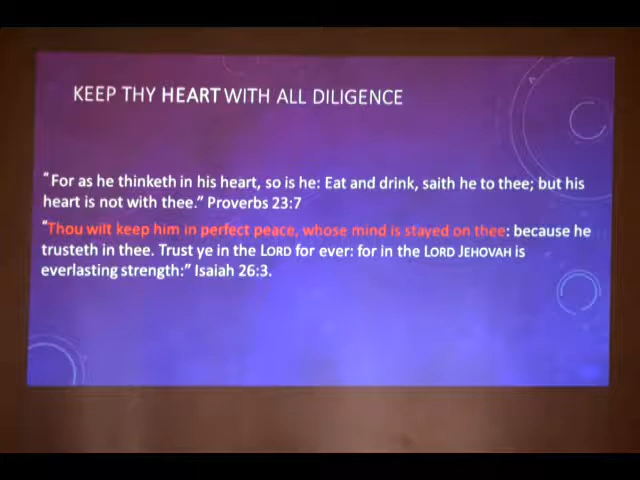 KEEP THY HEART WITH ALL DILIGENCE
“For as he thinketh in his heart, so is he: Eat and drink, saith he to thee; but his
heart is not with thee.” Proverbs 23:7
“Thou wilt keep him in perfect peace, whose mind is stayed on thee: because he
trusteth in thee. Trust ye in the LORD for ever: for in the LORD JEHOVAH is
everlasting strength:” Isaiah 26:3.